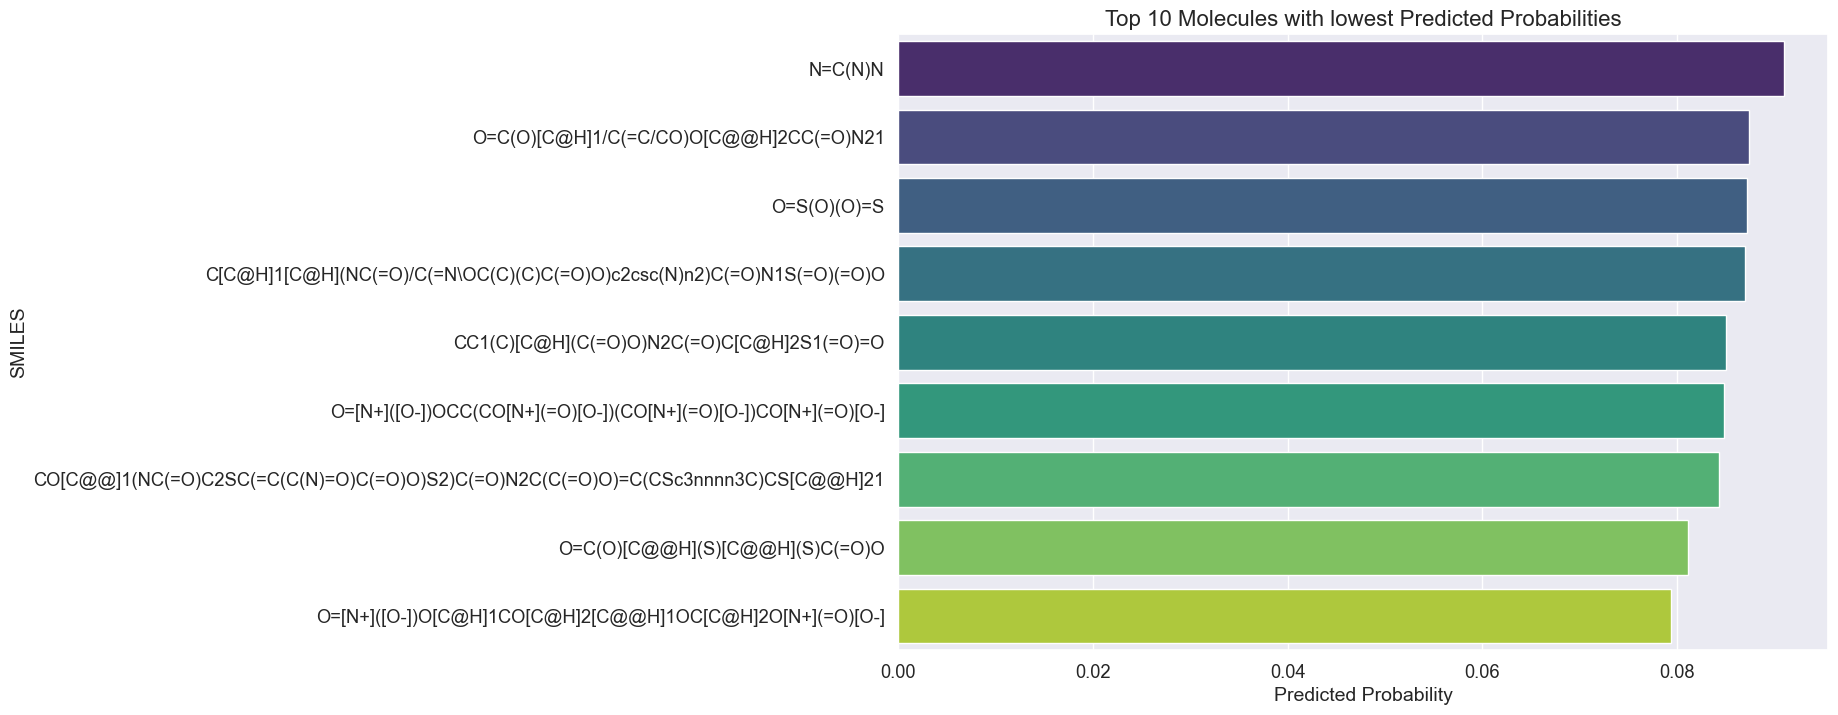 Top 10 Molecules with lowest Predicted Probabilities
SMILES
N=C(N)N
O=C(O)[C@H]1/C(=C/CO)O[C@@H]2CC(=O)N21
O=S(O)(O)=S
C[C@H]1[C@H](NC(=O)/C(=N\OC(C)(C)C(=O)O)c2csc(N)n2)C(=O)N1S(=O)(=O)O
CC1(C)[C@H](C(=O)O)N2C(=O)C[C@H]2S1(=O)=O
O=[N+]([O-])OCC(CO[N+](=O)[O-])(CO[N+](=O)[O-])CO[N+](=O)[O-]
CO[C@@]1(NC(=O)C2SC(=C(C(N)=O)C(=O)O)S2)C(=O)N2C(C(=O)O)=C(CSc3nnnn3C)CS[C@@H]21
O=C(O)[C@@H](S)[C@@H](S)C(=O)O
O=[N+]([O-])O[C@H]1CO[C@H]2[C@@H]1OC[C@H]2O[N+](=O)[O-]
0.00 0.02 0.04 0.06 0.08
Predicted Probability